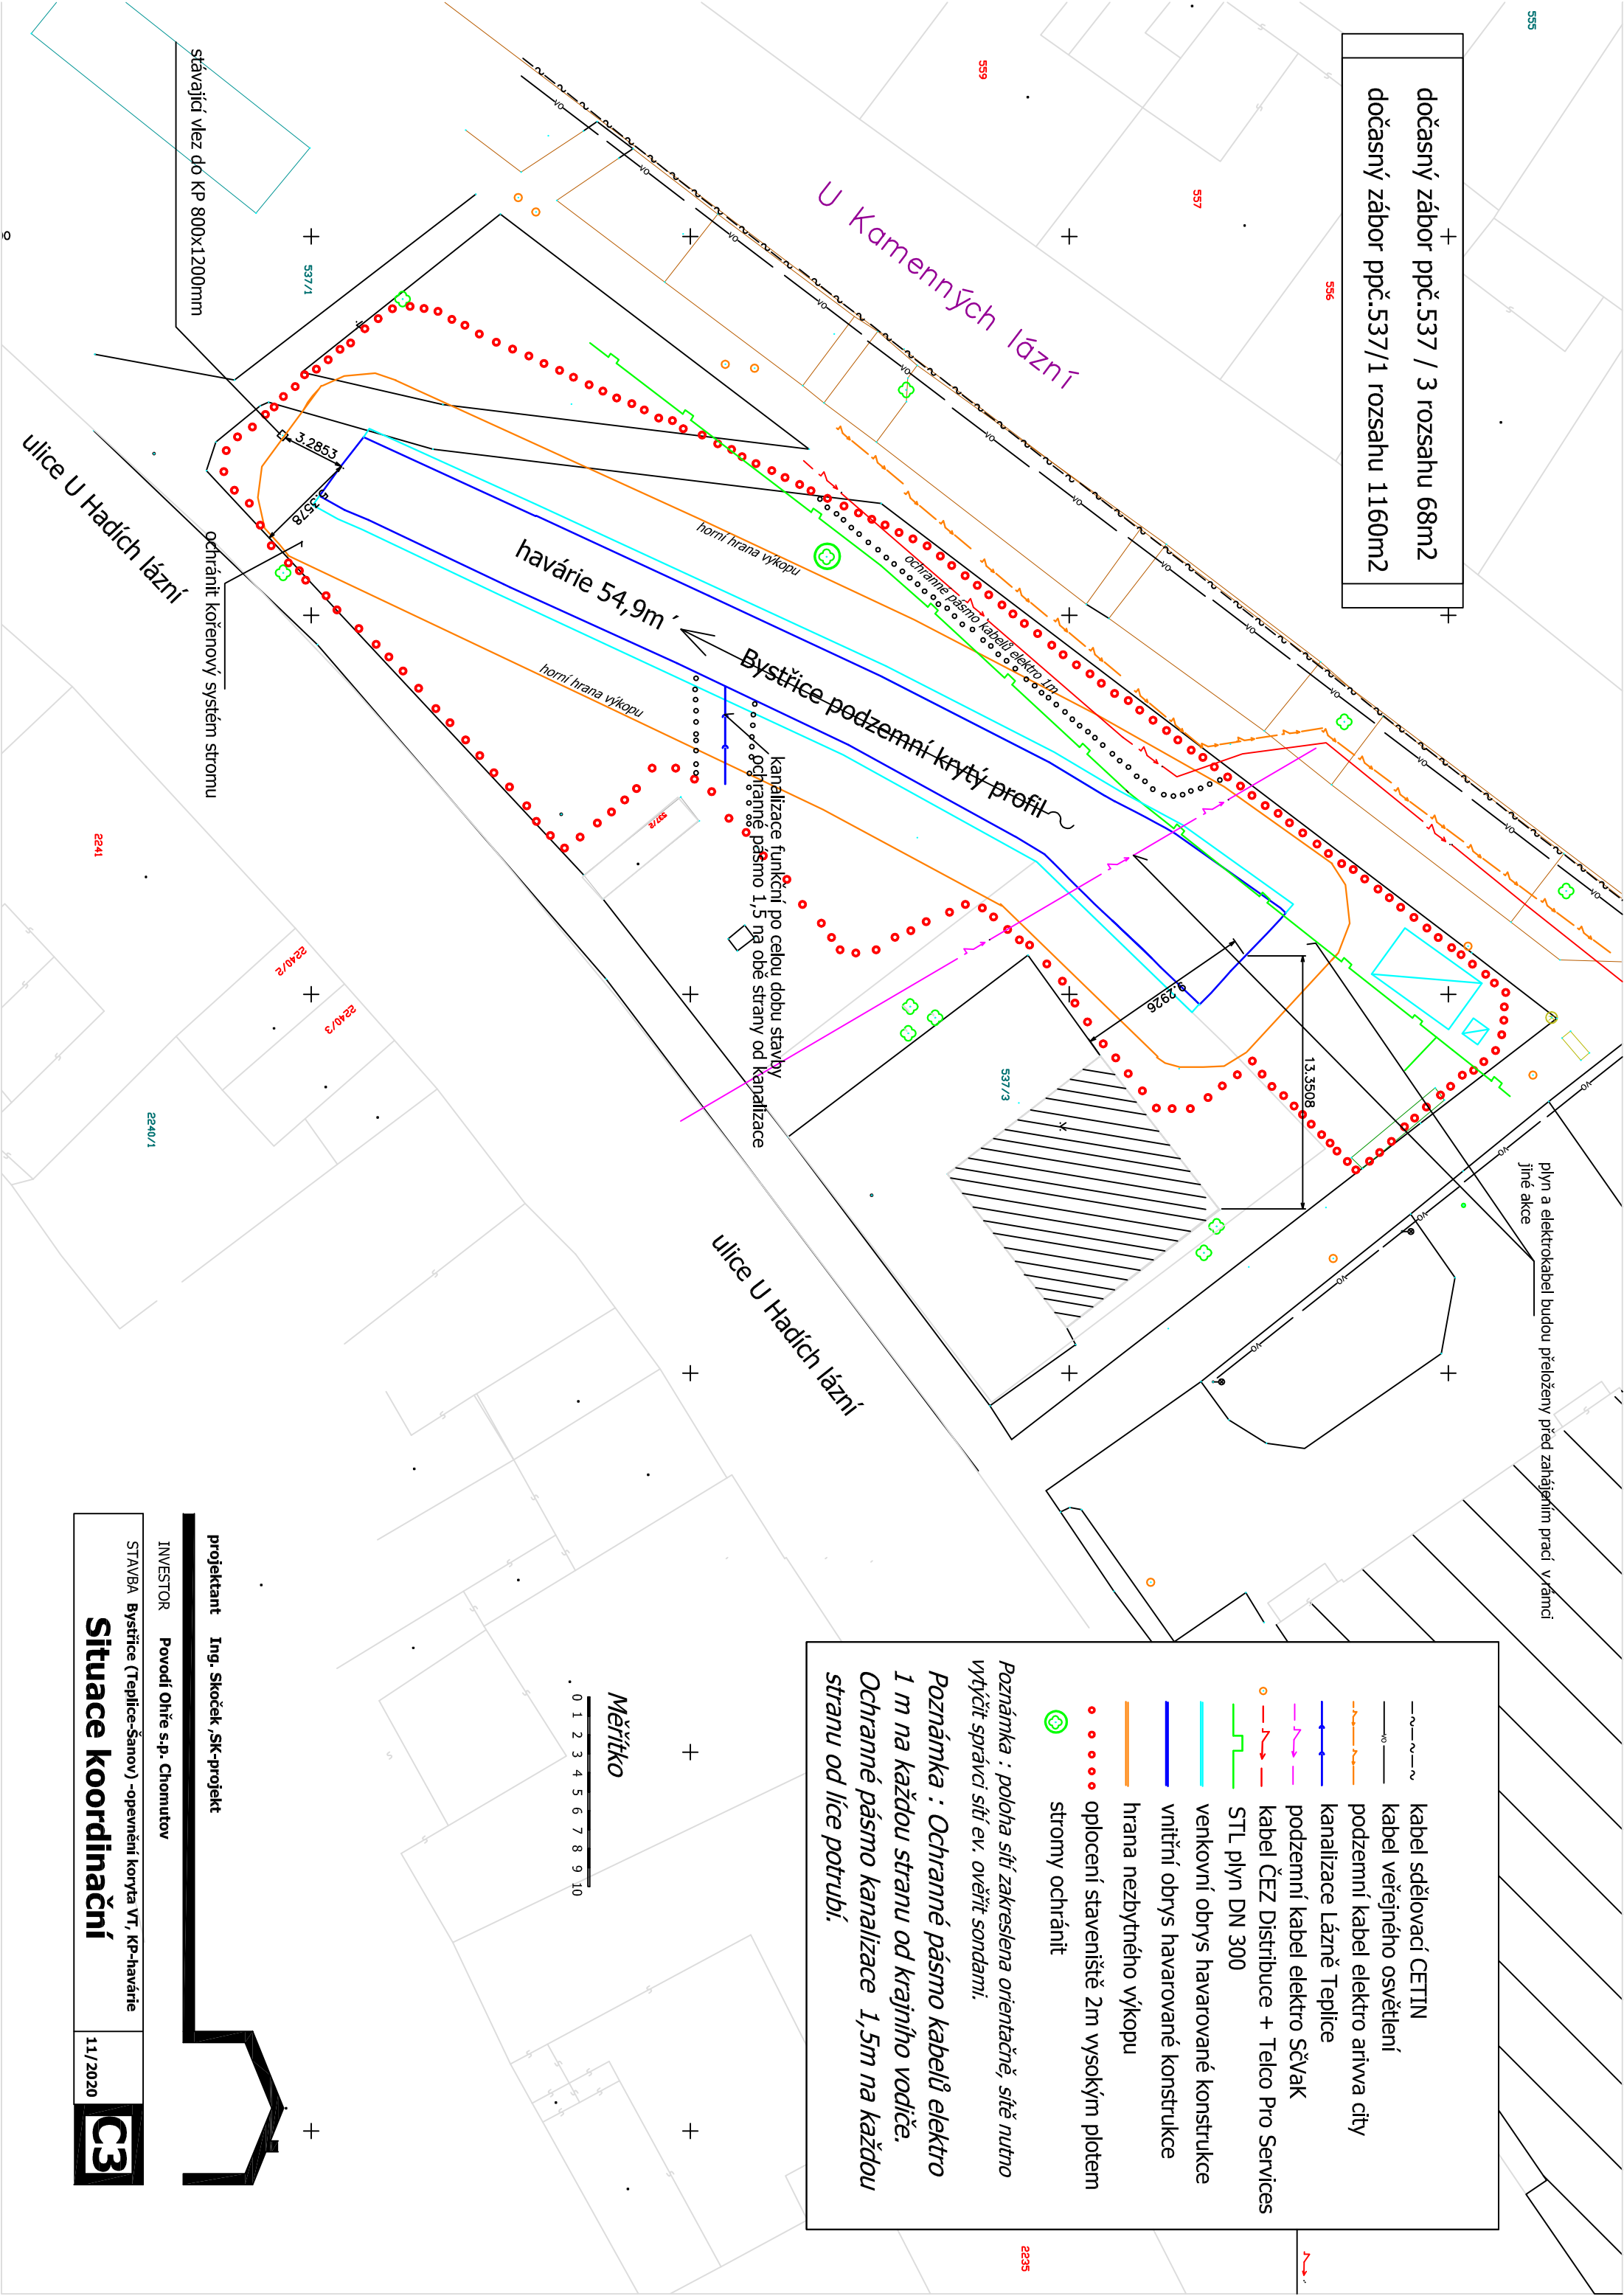 dočasný zábor ppč.537 / 3 rozsahu 68m2
dočasný zábor ppč.537/1 rozsahu 1160m2
555
559
557
556
U Kamenných lázní
stávající vlez do KP 800x1200mm
537/1
ulice U Hadích lázní
3.2853
ochránit kořenový systém stromu
havárie 54,9m´
horní hrana výkopu
horní hrana výkopu
ochranne pásmo kabelů elektro 1m
Bystřice podzemní krytý profil
kanalizace funkční po celou dobu stavby
ochranné pásmo 1,5 na obě strany od kanalizace
537/2
9.2926
13.3508
537/3
plyn a elektrokabel budou přeloženy před zahájením prací v rámci
jiné akce
2241
2240/2
2240/3
2240/1
ulice U Hadích lázní
kabel sdělovací CETIN
kabel veřejného osvětlení
podzemní kabel elektro ariva city
kanalizace Lázně Teplice
podzemní kabel elektro SčVaK
kabel ČEZ Distribuce + Telco Pro Services
STL plyn DN 300
venkovní obrys havarované konstrukce
vnitřní obrys havarované konstrukce
hrana nezbytného výkopu
oplocení staveniště 2m vysokým plotem
stromy ochránit
Poznámka : poloha sítí zakreslena orientačně, sítě nutno
vytýčit správci sítí ev. ověřit sondami.
Poznámka : Ochranné pásmo kabelů elektro
1 m na každou stranu od krajního vodiče.
Ochranné pásmo kanalizace 1,5m na každou
stranu od líce potrubí.
Měřítko
0 1 2 3 4 5 6 7 8 9 10
projektant Ing. Skoček ,SK-projekt
INVESTOR Povodí Ohře s.p. Chomutov
STAVBA Bystřice (Teplice-Šanov) -opevnění koryta VT, KP-havárie
Situace koordinační
11/2020
C3
2235